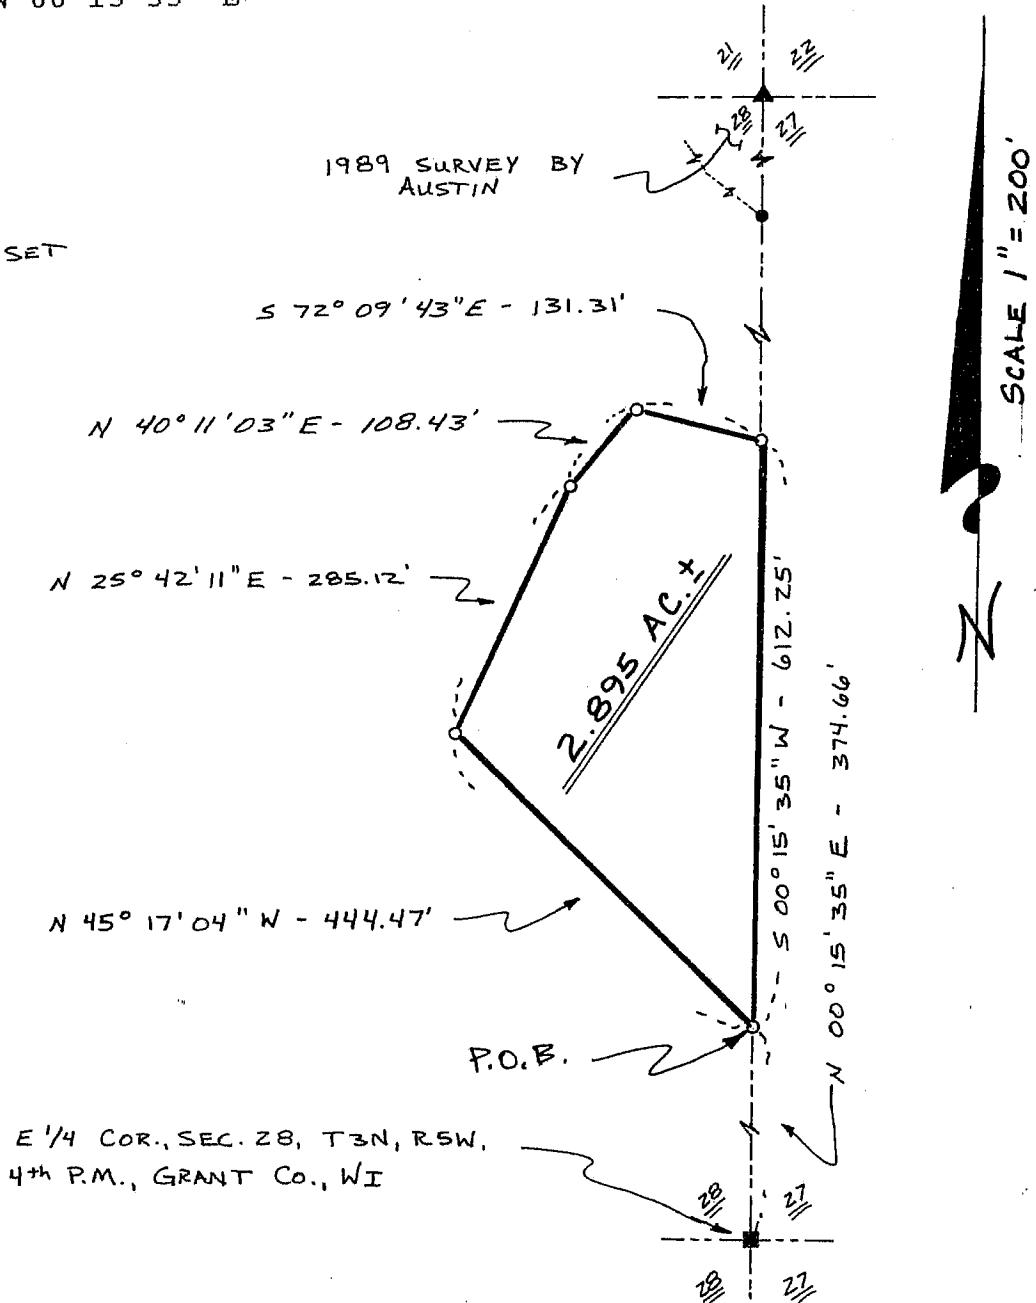 21 22
28 27
1989 SURVEY BY
AUSTIN
SET
S 72° 09' 43" E - 131.31'
N 40° 11' 03" E - 108.43'
N 25° 42' 11" E - 285.12'
2.895 AC. ±
S 00° 15' 35" W - 612.25'
N 00° 15' 35" E - 374.66'
N 45° 17' 04" W - 444.47'
P.O.B.
E 1/4 COR., SEC. 28, T3N, R5W,
4th P.M., GRANT CO., WI
28 27
28 27
SCALE 1" = 200'
N